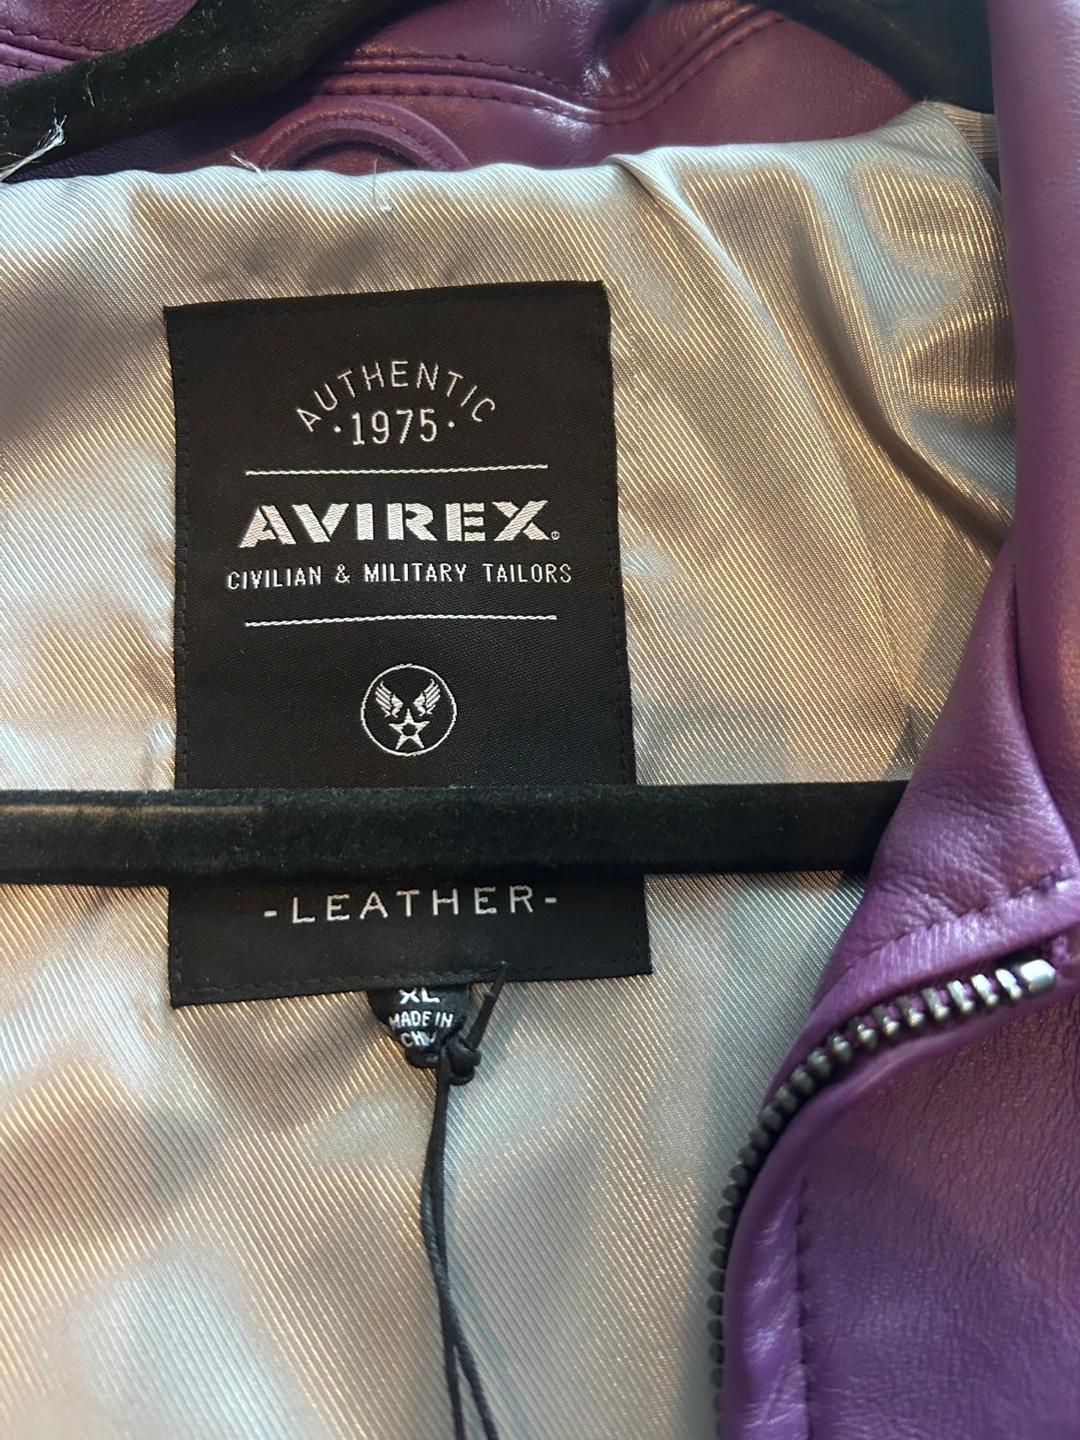 AUTHENTIC
·1975·
AVIREX®
CIVILIAN & MILITARY TAILORS
-LEATHER-
XL
MADE IN